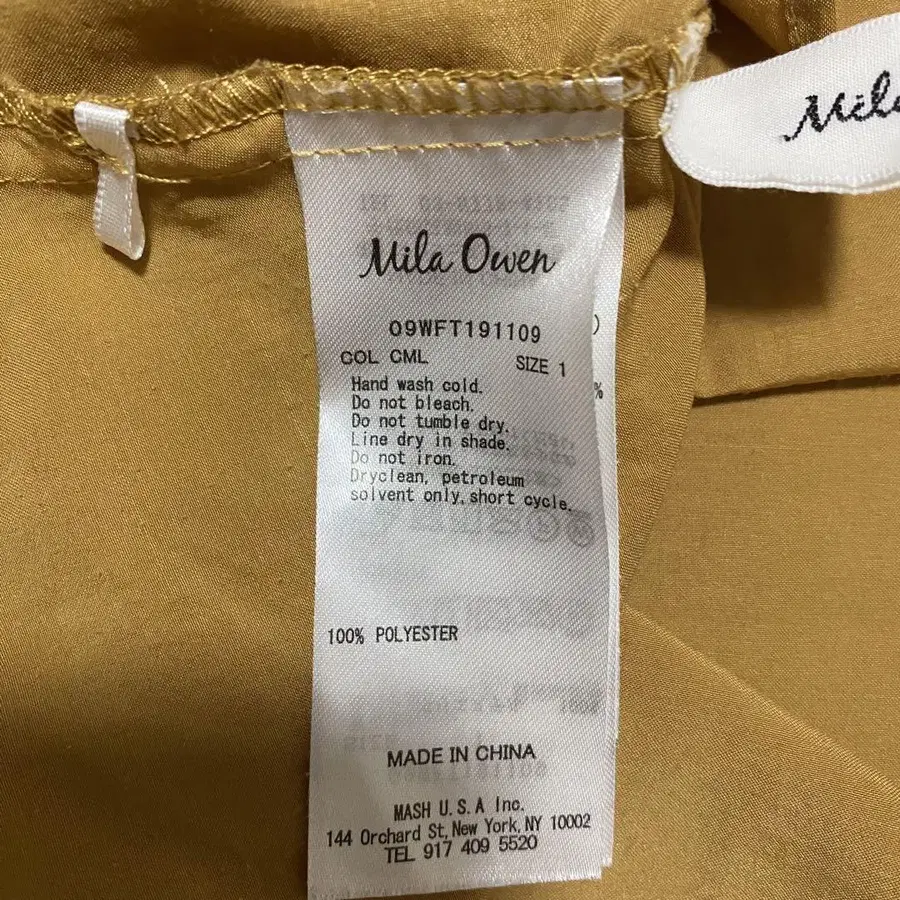 Mila Owen
09WFT191109
COL CML SIZE 1
Hand wash cold.
Do not bleach.
Do not tumble dry.
Line dry in shade.
Do not iron.
Dryclean, petroleum
solvent only, short cycle.
100% POLYESTER
MADE IN CHINA
MASH U.S.A Inc.
144 Orchard St, New York, NY 10002
TEL 917 409 5520